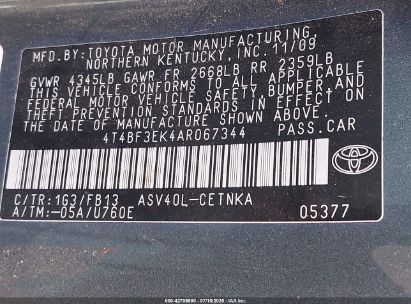 MFD. BY: TOYOTA MOTOR MANUFACTURING,
NORTHERN KENTUCKY, INC. 11/09
GVWR 4345LB GAWR FR 2668LB RR 2359LB
THIS VEHICLE CONFORMS TO ALL APPLICABLE
FEDERAL MOTOR VEHICLE SAFETY, BUMPER, AND
THEFT PREVENTION STANDARDS IN EFFECT ON THE
DATE OF MANUFACTURE SHOWN ABOVE.
4T4BF3EK4AR067344 PASS.CAR
TOYOTA
C/TR: 1G3/FB13 ASV40L-CETNKA
A/TM: -05A/U760E 05377